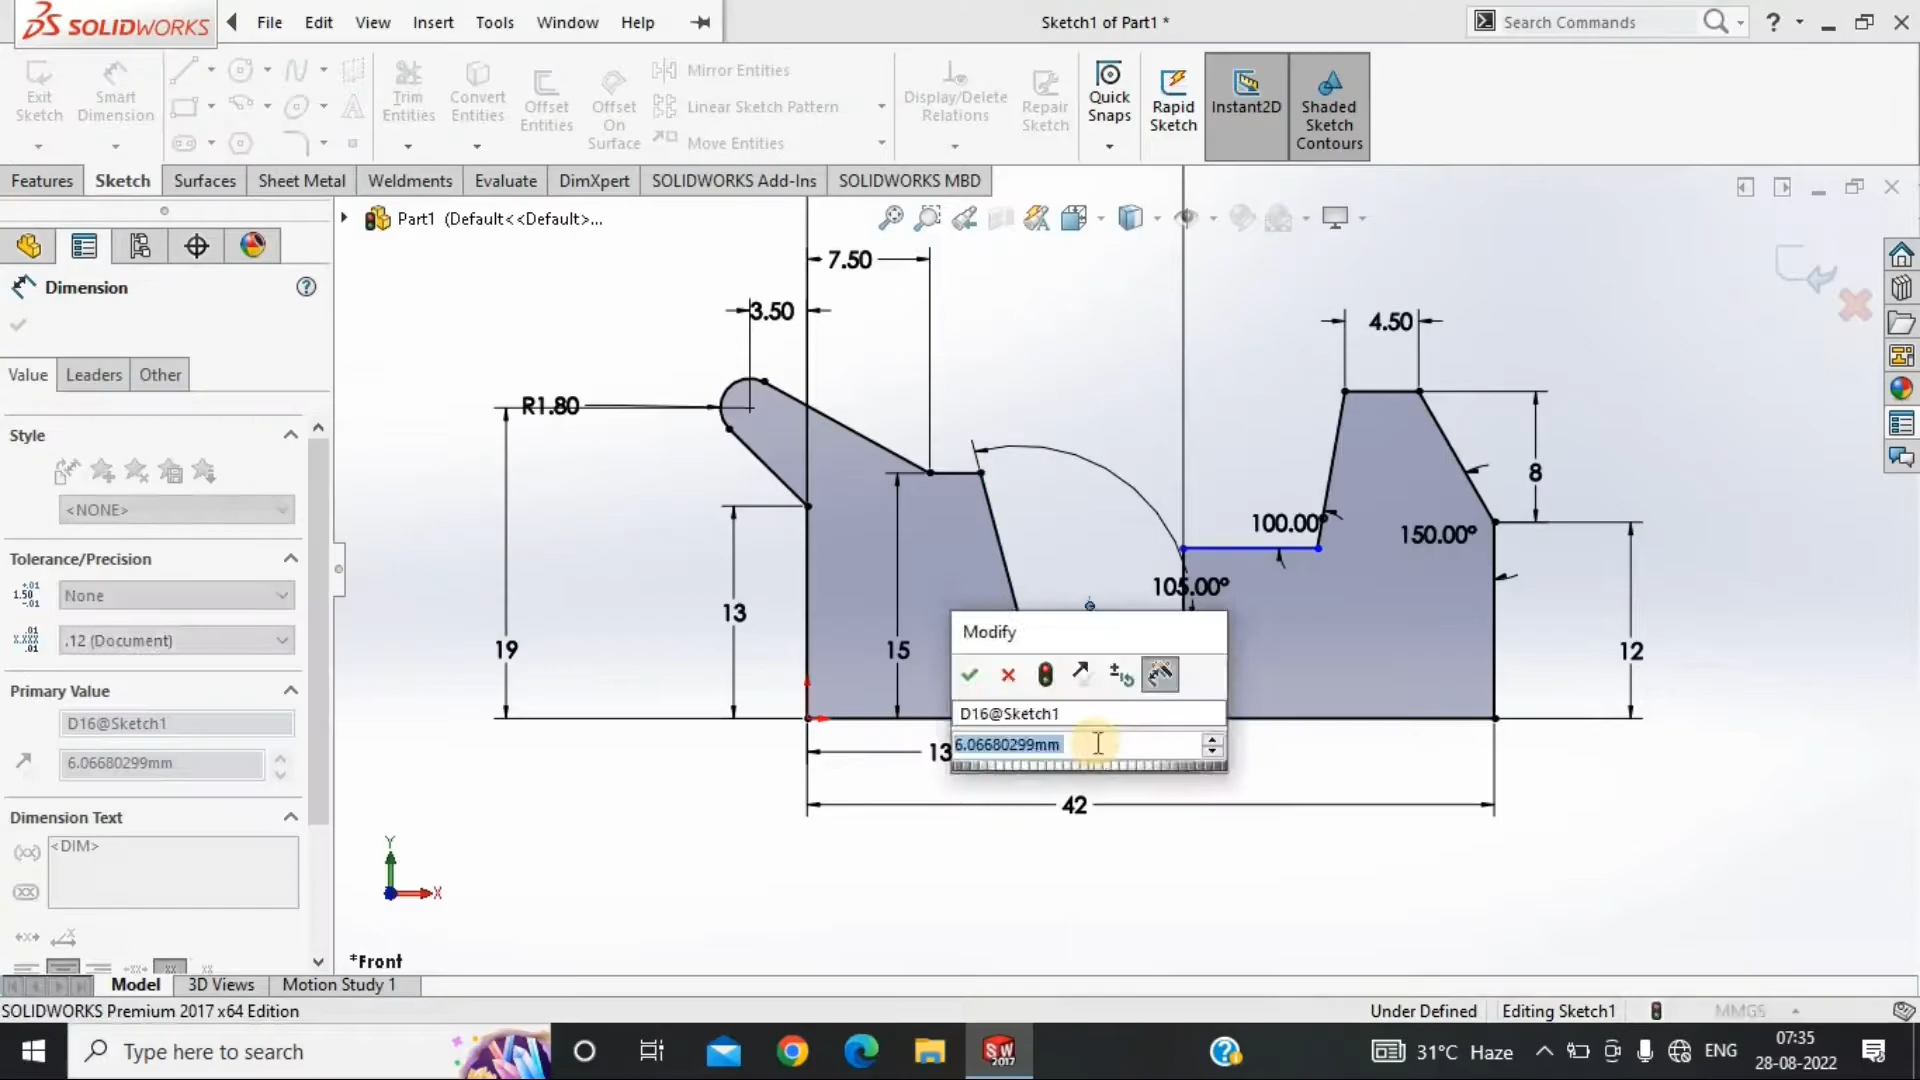 SOLIDWORKS
File
Edit
View
Insert
Tools
Window
Help
Sketch1 of Part1 *
Search Commands
?
Exit Sketch
Smart Dimension
Trim Entities
Convert Entities
Offset Entities
Offset On Surface
Mirror Entities
Linear Sketch Pattern
Move Entities
Display/Delete Relations
Repair Sketch
Quick Snaps
Rapid Sketch
Instant2D
Shaded Sketch Contours
Features
Sketch
Surfaces
Sheet Metal
Weldments
Evaluate
DimXpert
SOLIDWORKS Add-Ins
SOLIDWORKS MBD
Part1 (Default<<Default>...
Dimension
Value
Leaders
Other
Style
<NONE>
Tolerance/Precision
None
.12 (Document)
Primary Value
D16@Sketch1
6.06680299mm
Dimension Text
<DIM>
7.50
3.50
4.50
R1.80
8
100.00°
150.00°
105.00°
13
19
15
12
Modify
D16@Sketch1
6.06680299mm
13
42
Y
X
*Front
Model
3D Views
Motion Study 1
SOLIDWORKS Premium 2017 x64 Edition
Under Defined
Editing Sketch1
MMGS
Type here to search
SW
2017
31°C Haze
ENG
07:35
28-08-2022